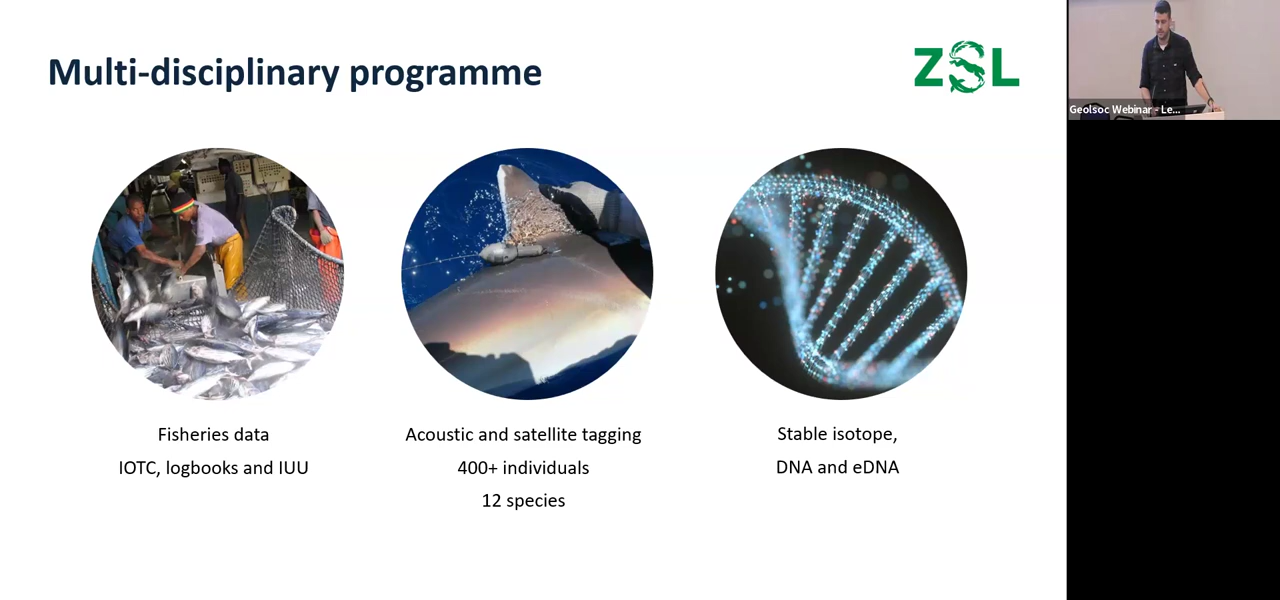 Multi-disciplinary programme
ZSL
Geolsoc Webinar - Le...
Fisheries data
IOTC, logbooks and IUU
Acoustic and satellite tagging
400+ individuals
12 species
Stable isotope,
DNA and eDNA